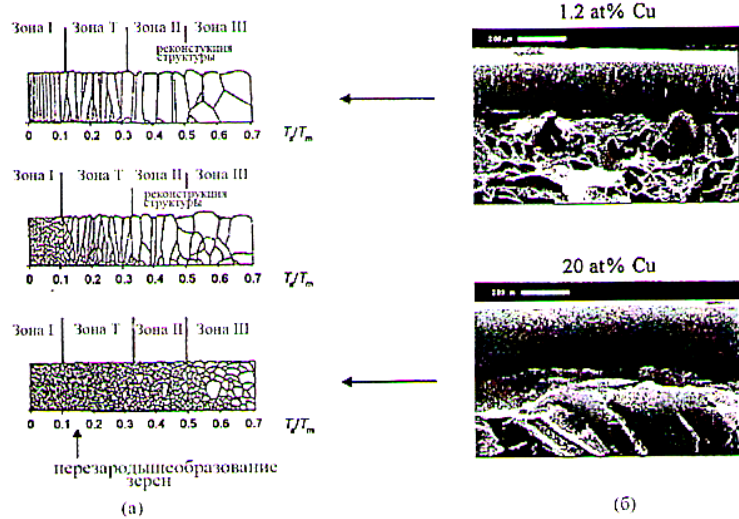 Зона I Зона Т Зона II Зона III
реконстукция
структуры
0 0.1 0.2 0.3 0.4 0.5 0.6 0.7 Ts/Tm
Зона I Зона Т Зона II Зона III
реконструкция
структуры
0 0.1 0.2 0.3 0.4 0.5 0.6 0.7 Ts/Tm
Зона I Зона Т Зона II Зона III
0 0.1 0.2 0.3 0.4 0.5 0.6 0.7 Ts/Tm
перезародышеобразование
зерен
(а)
1.2 at% Cu
20 at% Cu
(б)